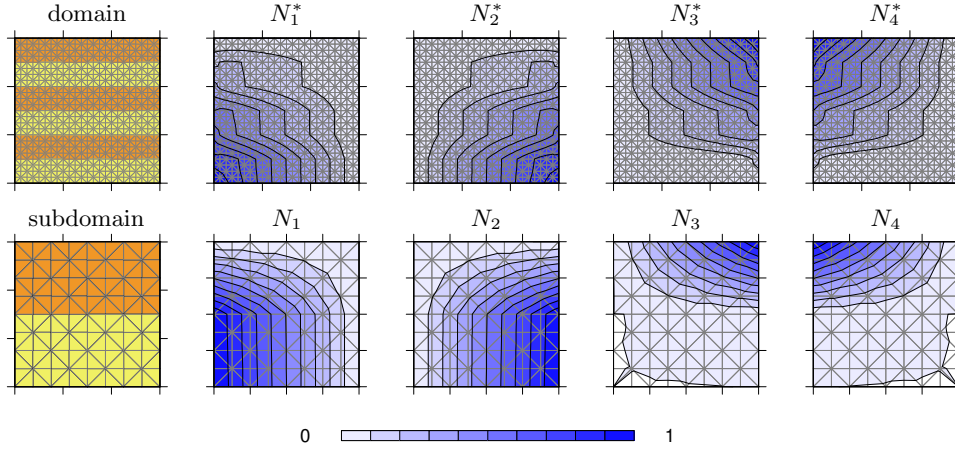 domain N₁* N₂* N₃* N₄*
subdomain N₁ N₂ N₃ N₄
0 1